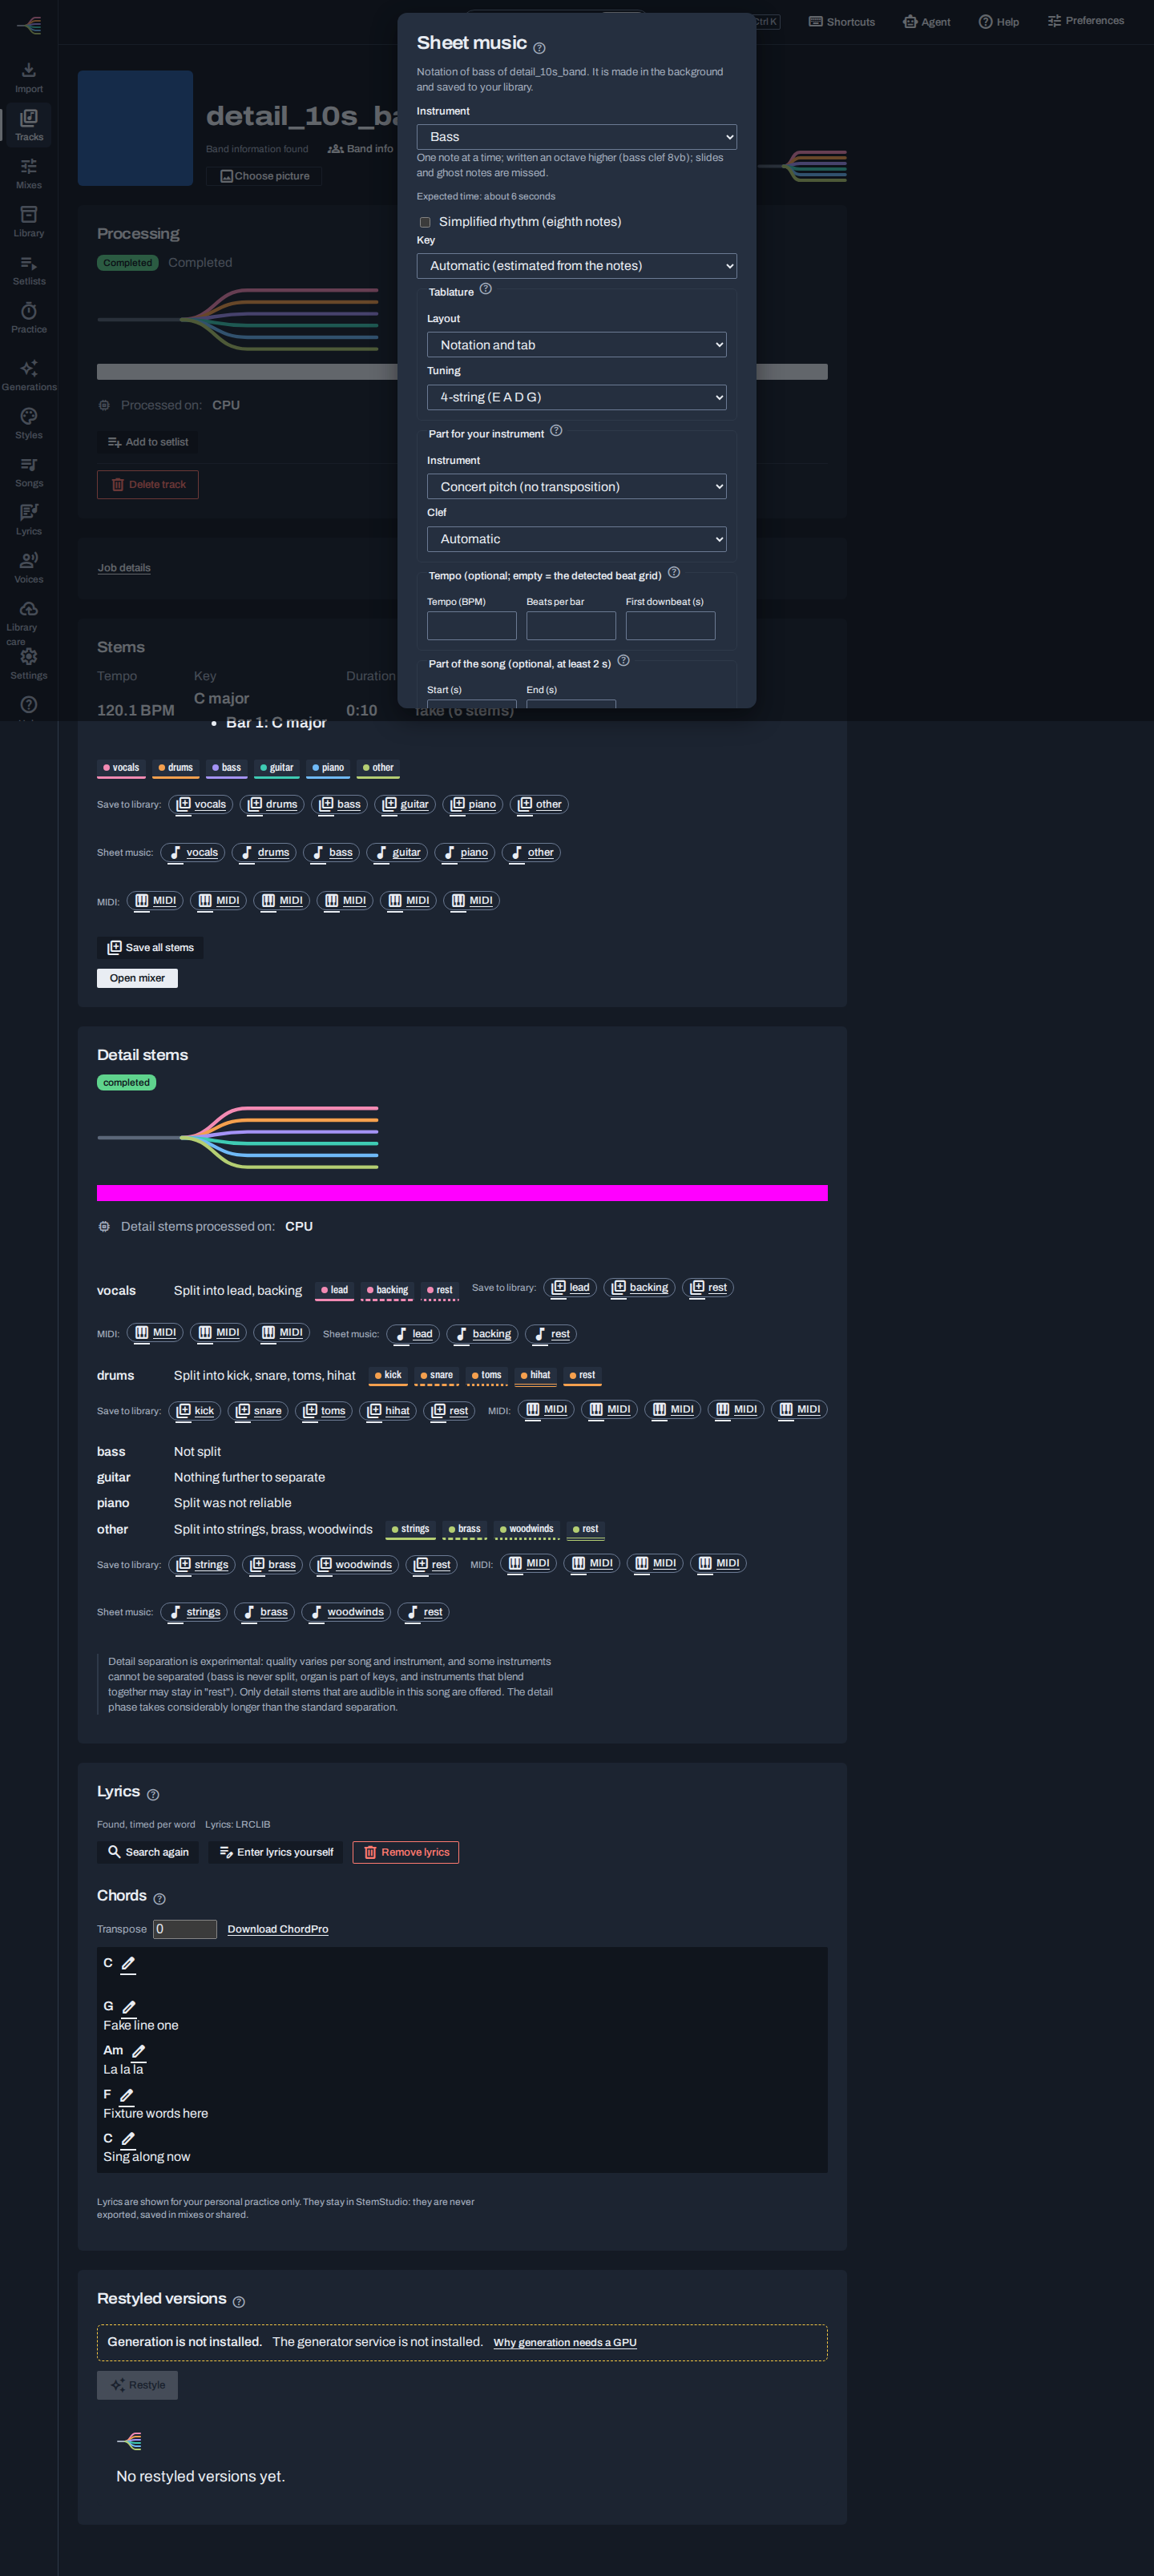 Ctrl K
Shortcuts
Agent
Help
Preferences
Import
Tracks
Mixes
Library
Setlists
Practice
Generations
Styles
Songs
Lyrics
Voices
Library
care
Settings
Band information found
Band info
Choose picture
Processing
Completed
Completed
Processed on: CPU
Add to setlist
Delete track
Job details
Sheet music
Notation of bass of detail_10s_band. It is made in the background
and saved to your library.
Instrument
Bass
One note at a time; written an octave higher (bass clef 8vb); slides
and ghost notes are missed.
Expected time: about 6 seconds
Simplified rhythm (eighth notes)
Key
Automatic (estimated from the notes)
Tablature
Layout
Notation and tab
Tuning
4-string (E A D G)
Part for your instrument
Instrument
Concert pitch (no transposition)
Clef
Automatic
Tempo (optional; empty = the detected beat grid)
Tempo (BPM) Beats per bar First downbeat (s)
Part of the song (optional, at least 2 s)
Start (s) End (s)
Stems
Tempo Key Duration
120.1 BPM C major 0:10 Take (6 stems)
Bar 1: C major
vocals drums bass guitar piano other
Save to library: vocals drums bass guitar piano other
Sheet music: vocals drums bass guitar piano other
MIDI: MIDI MIDI MIDI MIDI MIDI MIDI
Save all stems
Open mixer
Detail stems
completed
Detail stems processed on: CPU
vocals Split into lead, backing lead backing rest Save to library: lead backing rest
MIDI: MIDI MIDI MIDI Sheet music: lead backing rest
drums Split into kick, snare, toms, hihat kick snare toms hihat rest
Save to library: kick snare toms hihat rest MIDI: MIDI MIDI MIDI MIDI MIDI
bass Not split
guitar Nothing further to separate
piano Split was not reliable
other Split into strings, brass, woodwinds strings brass woodwinds rest
Save to library: strings brass woodwinds rest MIDI: MIDI MIDI MIDI MIDI
Sheet music: strings brass woodwinds rest
Detail separation is experimental: quality varies per song and instrument, and some instruments
cannot be separated (bass is never split, organ is part of keys, and instruments that blend
together may stay in "rest"). Only detail stems that are audible in this song are offered. The detail
phase takes considerably longer than the standard separation.
Lyrics
Found, timed per word Lyrics: LRCLIB
Search again
Enter lyrics yourself
Remove lyrics
Chords
Transpose 0 Download ChordPro
C
G
Fake line one
Am
La la la
F
Fixture words here
C
Sing along now
Lyrics are shown for your personal practice only. They stay in StemStudio: they are never
exported, saved in mixes or shared.
Restyled versions
Generation is not installed. The generator service is not installed. Why generation needs a GPU
Restyle
No restyled versions yet.